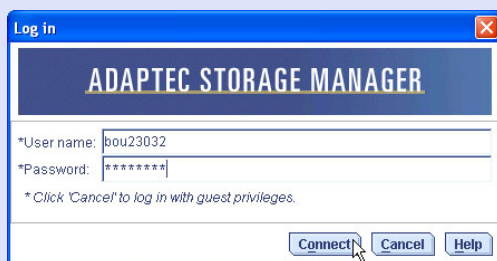 Log in
ADAPTEC STORAGE MANAGER
*User name: bou23032
*Password: ********
* Click 'Cancel' to log in with guest privileges.
Connect Cancel Help